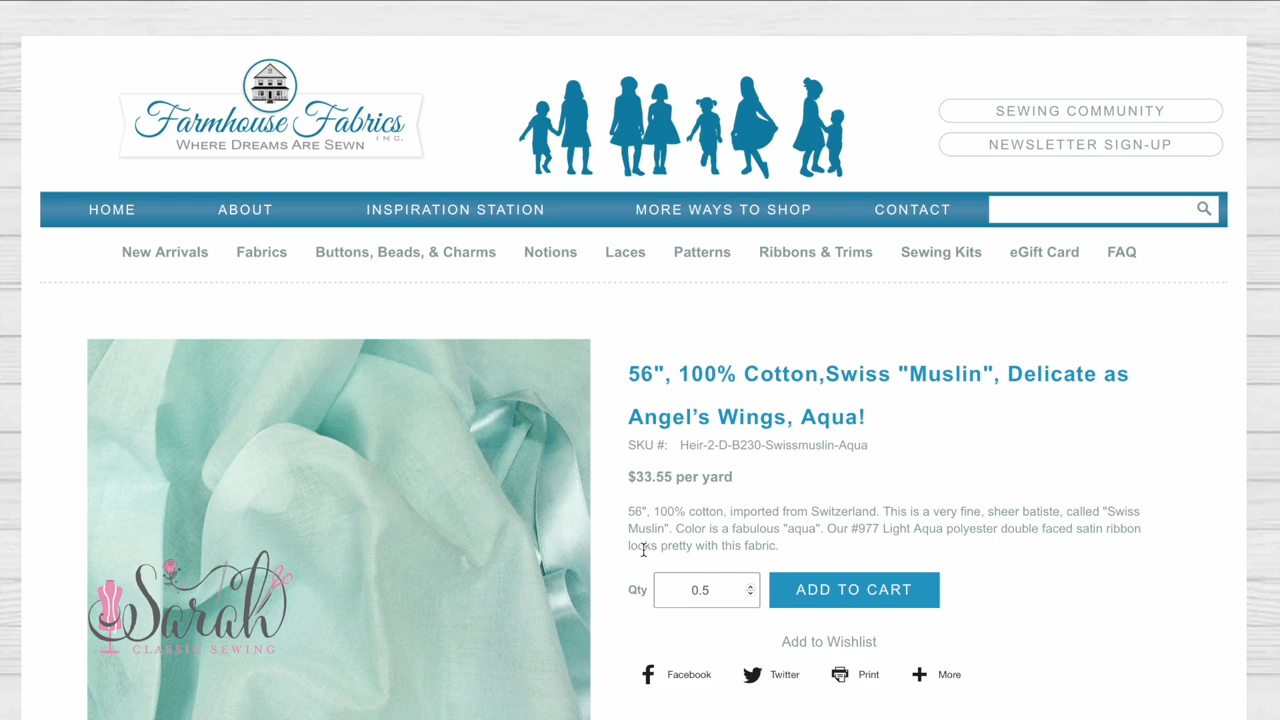 Farmhouse Fabrics
INC.
WHERE DREAMS ARE SEWN
SEWING COMMUNITY
NEWSLETTER SIGN-UP
HOME ABOUT INSPIRATION STATION MORE WAYS TO SHOP CONTACT
New Arrivals Fabrics Buttons, Beads, & Charms Notions Laces Patterns Ribbons & Trims Sewing Kits eGift Card FAQ
56", 100% Cotton,Swiss "Muslin", Delicate as
Angel’s Wings, Aqua!
SKU #: Heir-2-D-B230-Swissmuslin-Aqua
$33.55 per yard
56", 100% cotton, imported from Switzerland. This is a very fine, sheer batiste, called "Swiss
Muslin". Color is a fabulous "aqua". Our #977 Light Aqua polyester double faced satin ribbon
looks pretty with this fabric.
Qty 0.5 ADD TO CART
Add to Wishlist
Facebook Twitter Print More
Sarah
CLASSIC SEWING